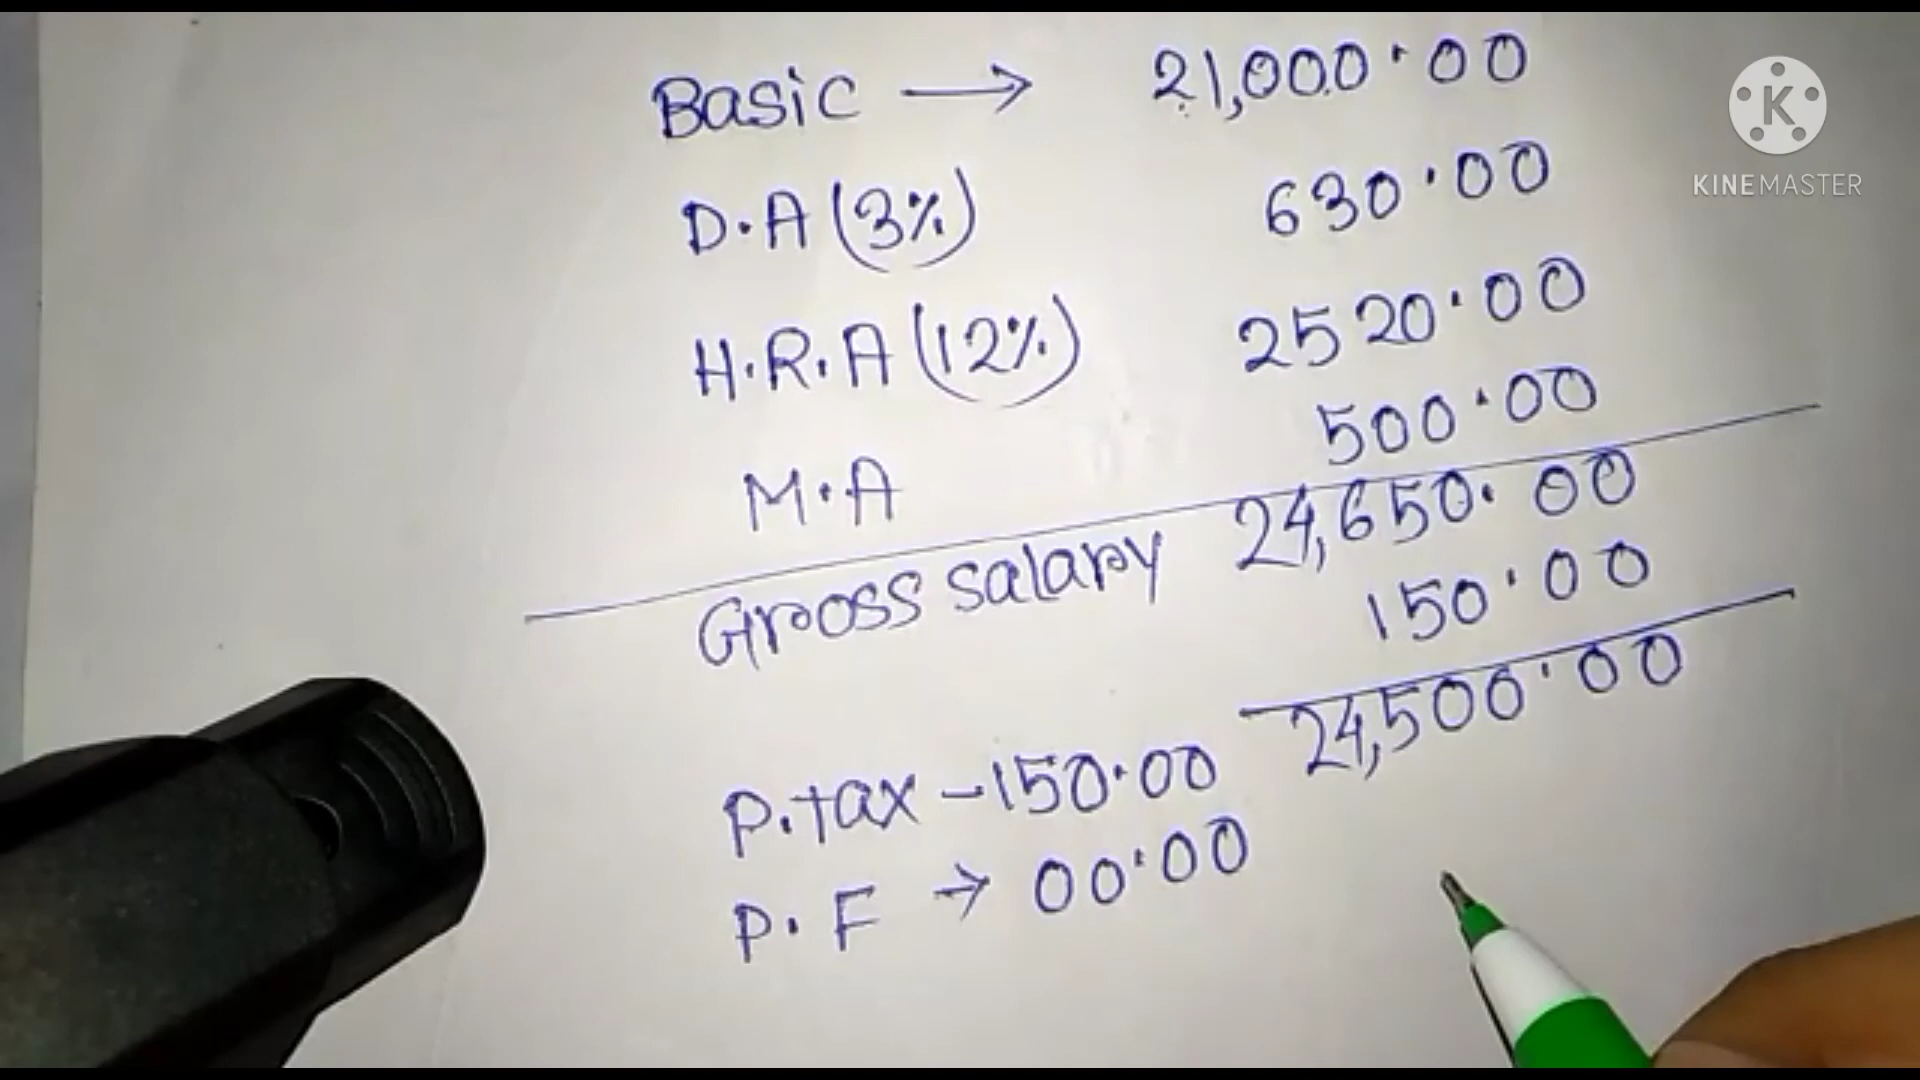 Basic → 21,000.00
D.A (3%) 630.00
H.R.A (12%) 2520.00
M.A 500.00
Gross salary 24,650.00
150.00
24,500.00
P.tax - 150.00
P.F → 00.00
K
KINEMASTER